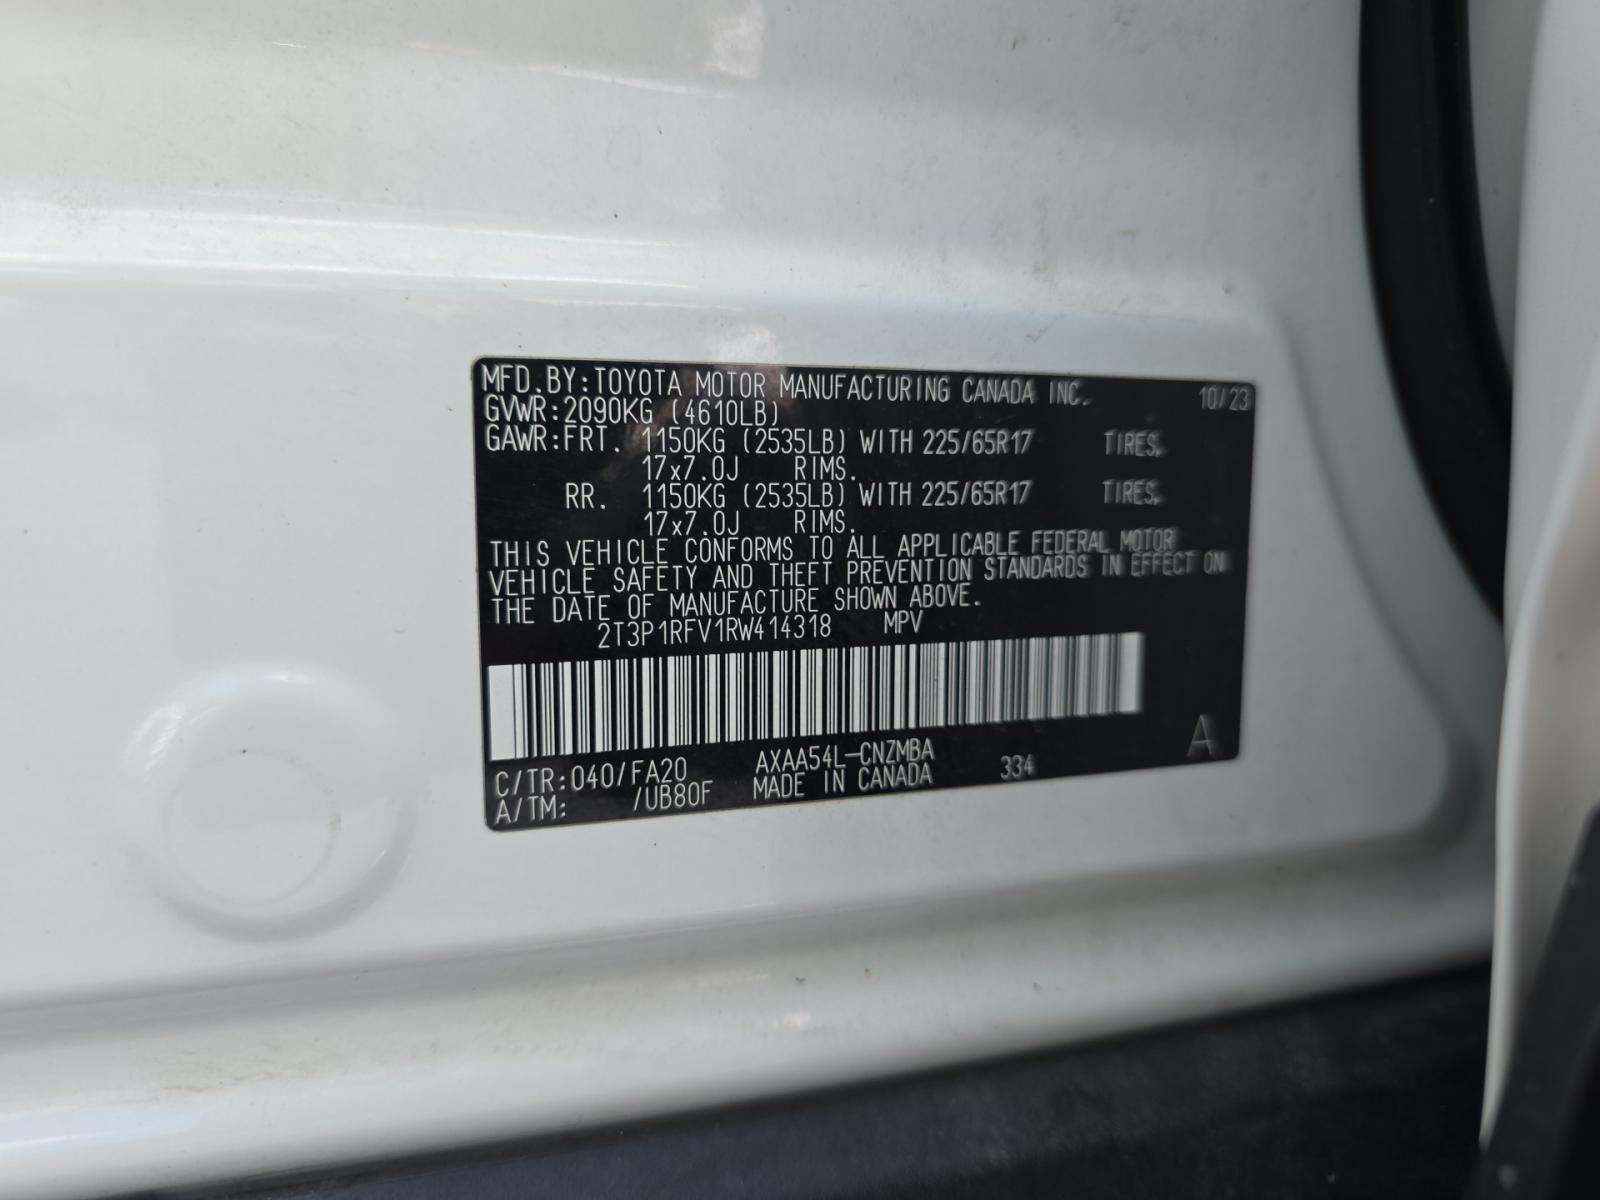 MFD.BY:TOYOTA MOTOR MANUFACTURING CANADA INC. 10/23
GVWR:2090KG (4610LB)
GAWR:FRT. 1150KG (2535LB) WITH 225/65R17 TIRES,
17x7.0J RIMS.
RR. 1150KG (2535LB) WITH 225/65R17 TIRES,
17x7.0J RIMS.
THIS VEHICLE CONFORMS TO ALL APPLICABLE FEDERAL MOTOR
VEHICLE SAFETY AND THEFT PREVENTION STANDARDS IN EFFECT ON
THE DATE OF MANUFACTURE SHOWN ABOVE.
2T3P1RFV1RW414318 MPV
C/TR:040/FA20 AXAA54L-CNZMBA 334 A
A/TM: /UB80F MADE IN CANADA